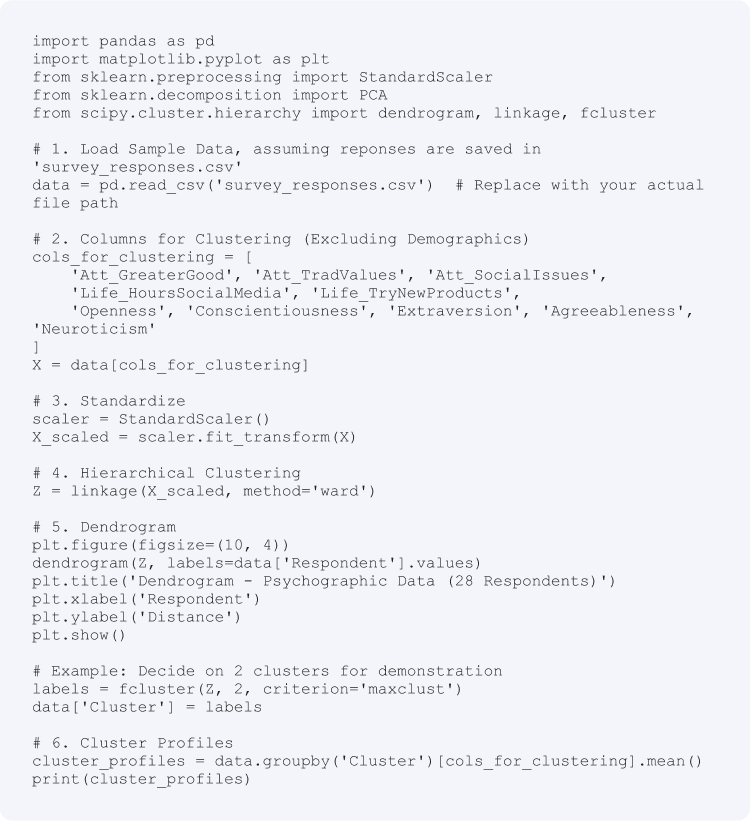 import pandas as pd
import matplotlib.pyplot as plt
from sklearn.preprocessing import StandardScaler
from sklearn.decomposition import PCA
from scipy.cluster.hierarchy import dendrogram, linkage, fcluster
# 1. Load Sample Data, assuming reponses are saved in
'survey_responses.csv'
data = pd.read_csv('survey_responses.csv')  # Replace with your actual
file path
# 2. Columns for Clustering (Excluding Demographics)
cols_for_clustering = [
    'Att_GreaterGood', 'Att_TradValues', 'Att_SocialIssues',
    'Life_HoursSocialMedia', 'Life_TryNewProducts',
    'Openness', 'Conscientiousness', 'Extraversion', 'Agreeableness',
'Neuroticism'
]
X = data[cols_for_clustering]
# 3. Standardize
scaler = StandardScaler()
X_scaled = scaler.fit_transform(X)
# 4. Hierarchical Clustering
Z = linkage(X_scaled, method='ward')
# 5. Dendrogram
plt.figure(figsize=(10, 4))
dendrogram(Z, labels=data['Respondent'].values)
plt.title('Dendrogram - Psychographic Data (28 Respondents)')
plt.xlabel('Respondent')
plt.ylabel('Distance')
plt.show()
# Example: Decide on 2 clusters for demonstration
labels = fcluster(Z, 2, criterion='maxclust')
data['Cluster'] = labels
# 6. Cluster Profiles
cluster_profiles = data.groupby('Cluster')[cols_for_clustering].mean()
print(cluster_profiles)